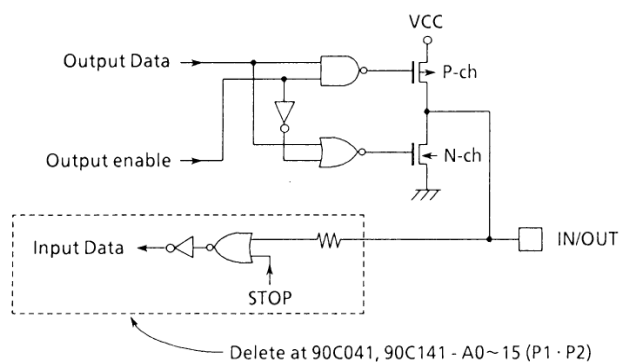 VCC
Output Data
P-ch
Output enable
N-ch
Input Data
IN/OUT
STOP
Delete at 90C041, 90C141 - A0~15 (P1 · P2)